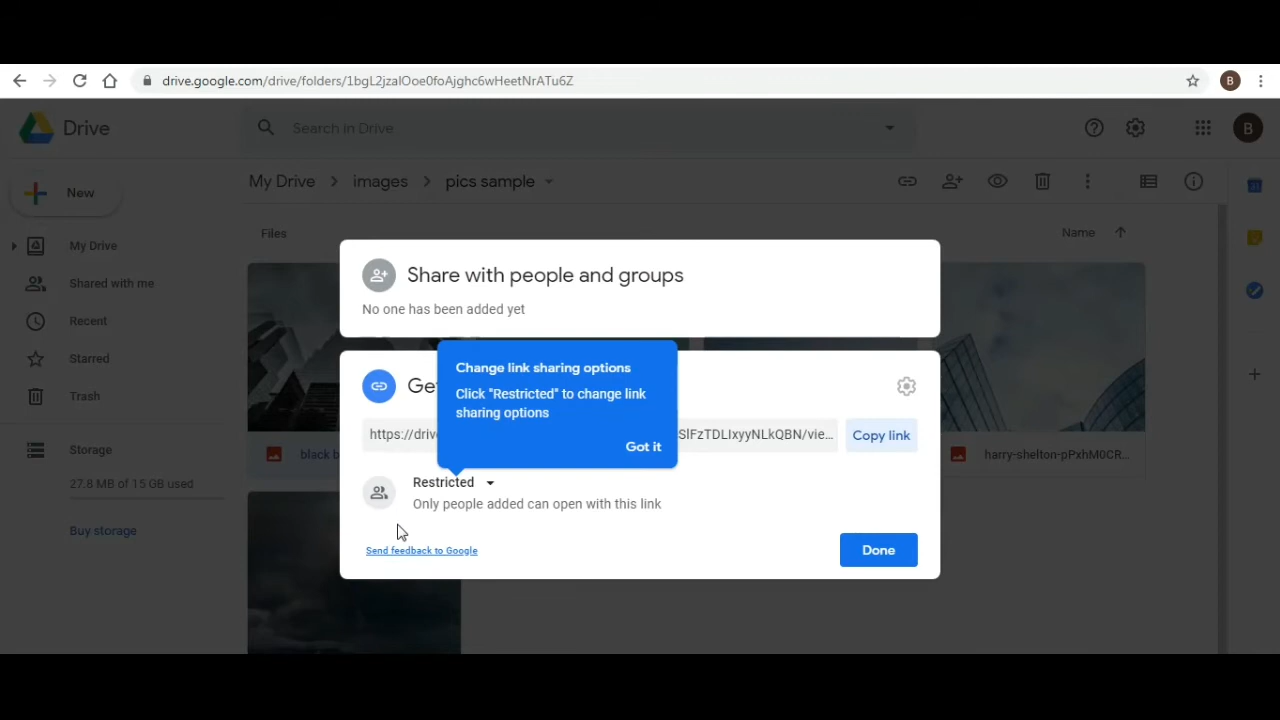 drive.google.com/drive/folders/1bgL2jzalOoe0foAjghc6wHeetNrATu6Z
B
Drive
Search in Drive
B
New
My Drive
images
pics sample
My Drive
Shared with me
Recent
Starred
Trash
Storage
27.8 MB of 15 GB used
Buy storage
Files
Name
Share with people and groups
No one has been added yet
Change link sharing options
Click "Restricted" to change link
sharing options
Got it
Copy link
Restricted
Only people added can open with this link
Send feedback to Google
Done
black b
harry-shelton-pPxhM0CR...
31